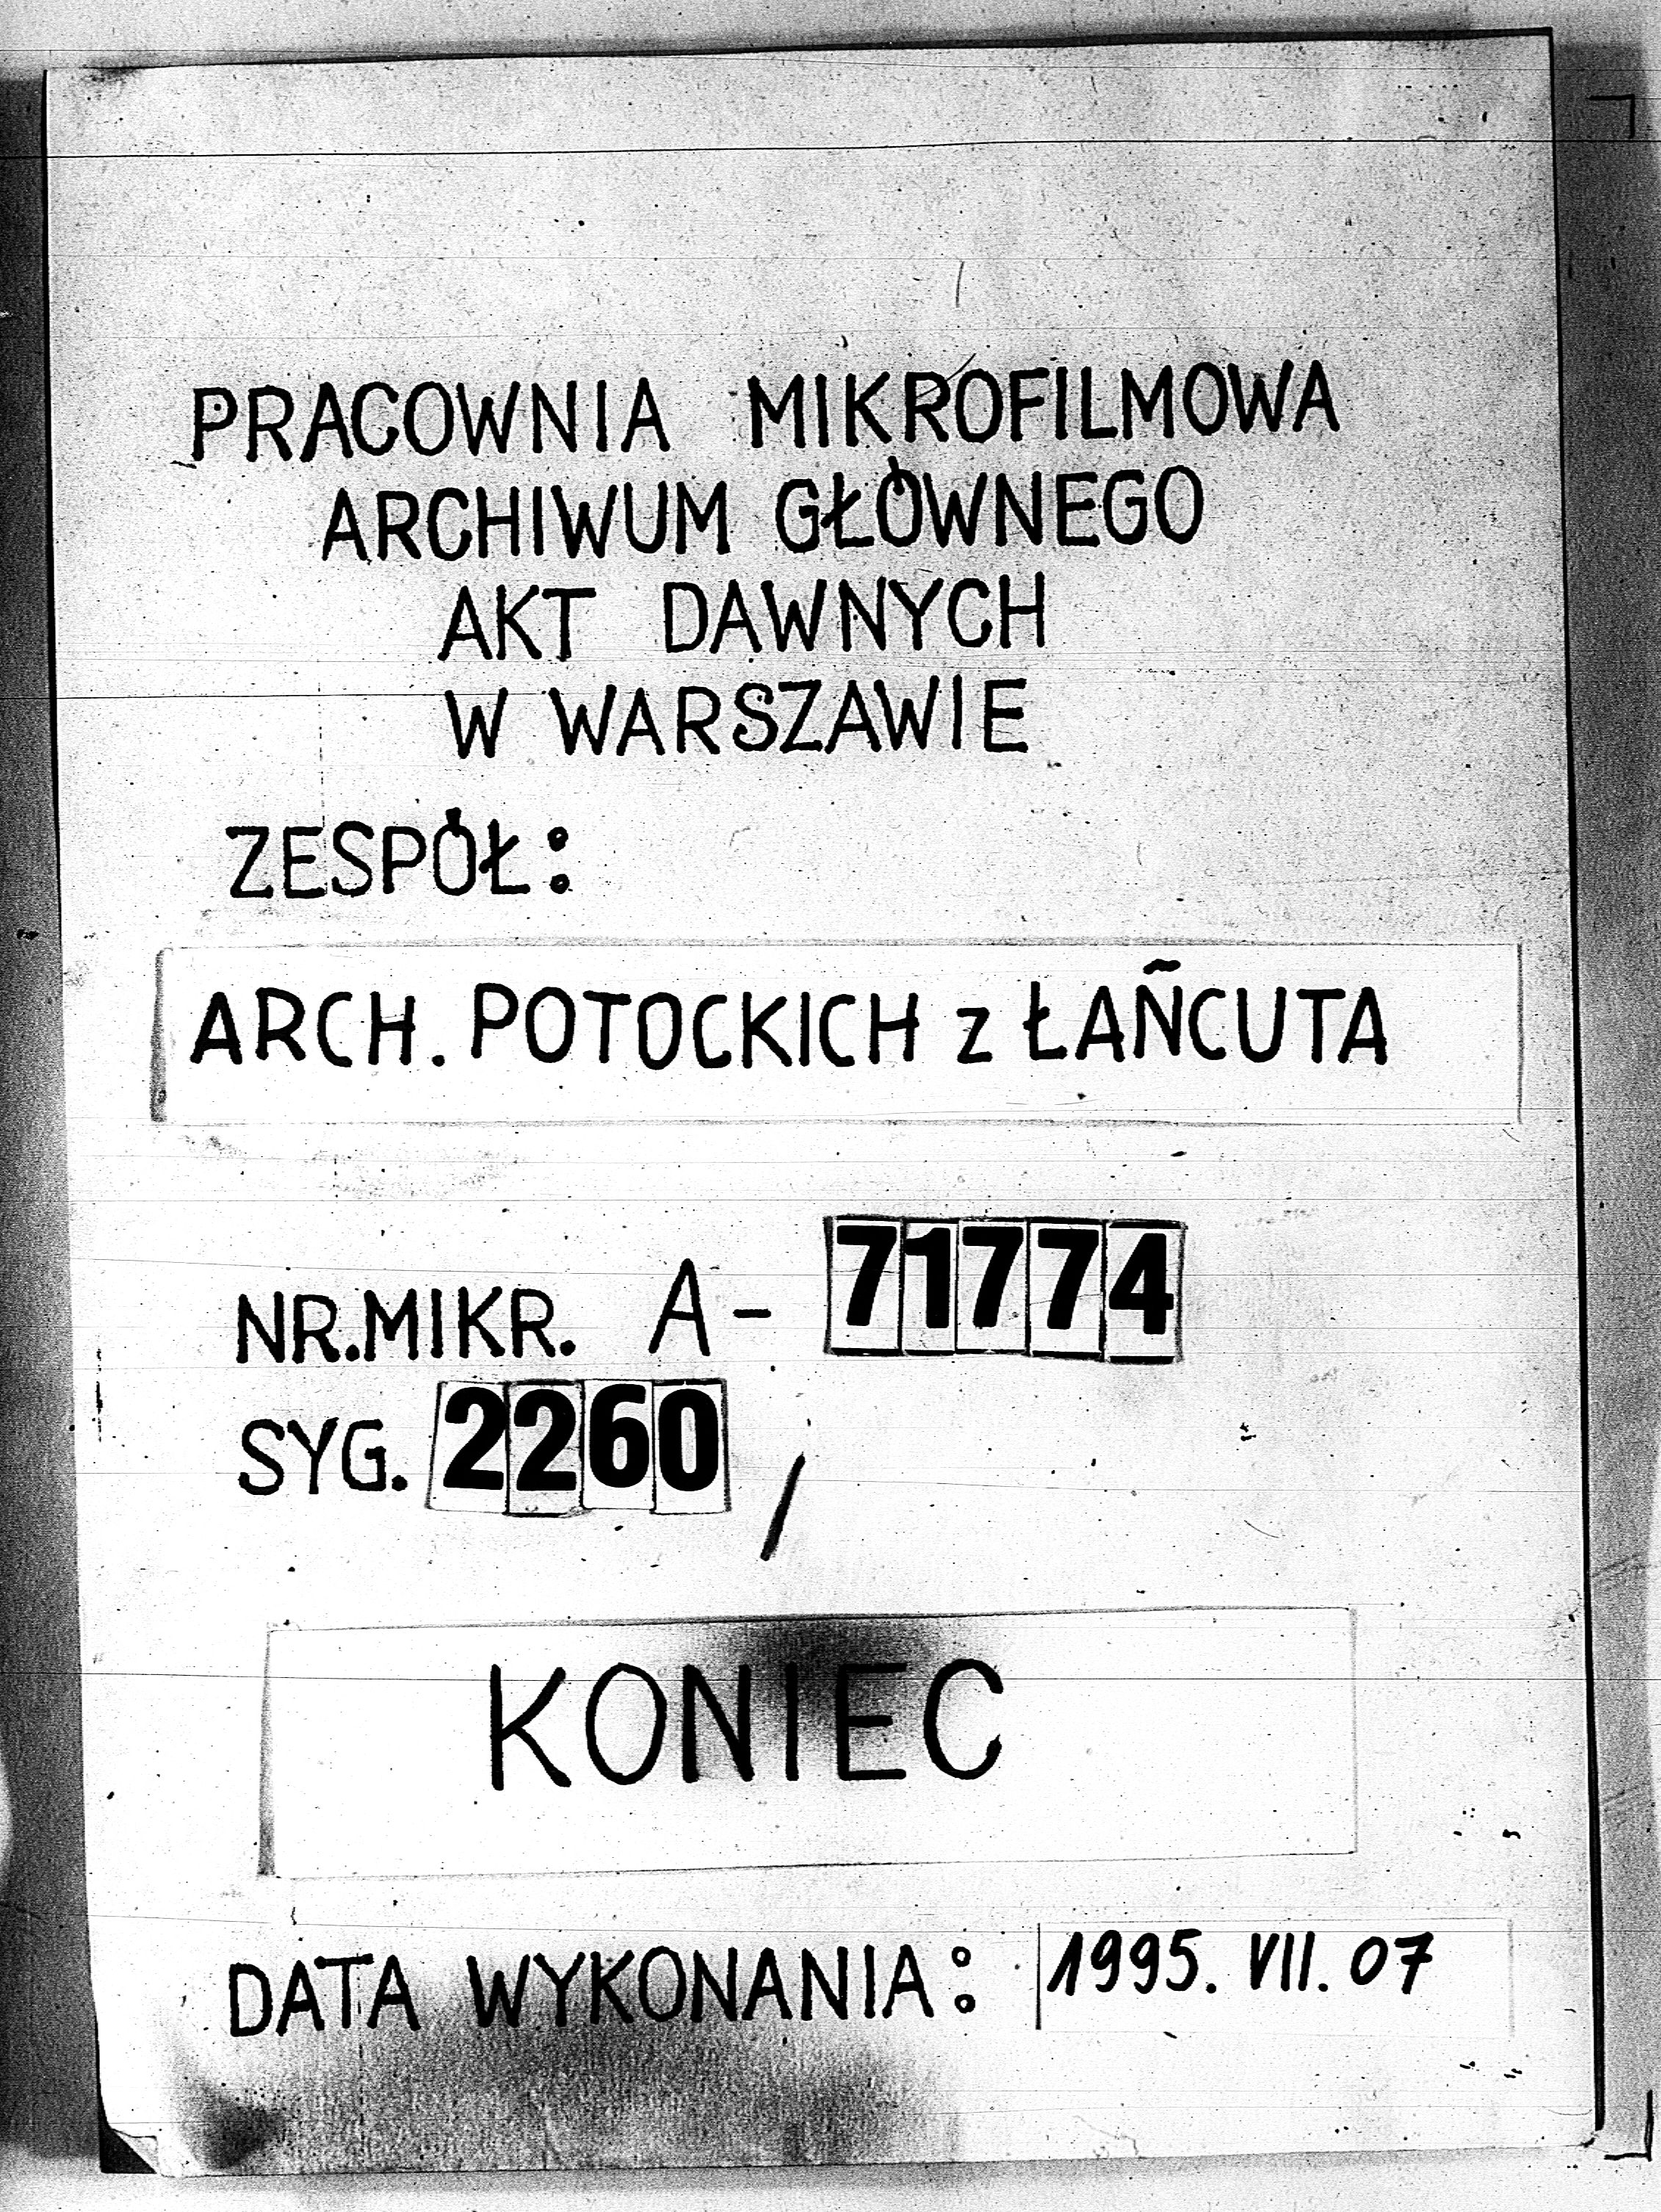 PRACOWNIA MIKROFILMOWA
ARCHIWUM GŁÓWNEGO
AKT DAWNYCH
W WARSZAWIE
ZESPÓŁ:
ARCH. POTOCKICH z ŁAŃCUTA
NR.MIKR. A- 71774
SYG. 2260 /
KONIEC
DATA WYKONANIA: 1995. VII. 07